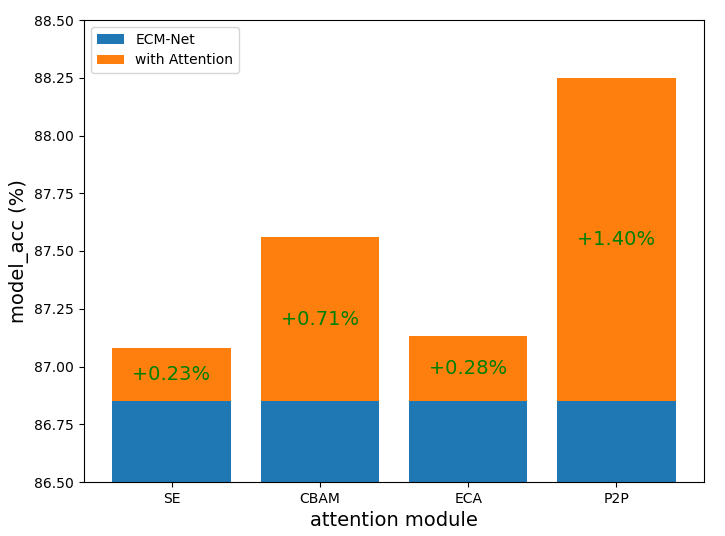 88.50
88.25
88.00
87.75
87.50
87.25
87.00
86.75
86.50
model_acc (%)
ECM-Net
with Attention
+0.23%
+0.71%
+0.28%
+1.40%
SE CBAM ECA P2P
attention module